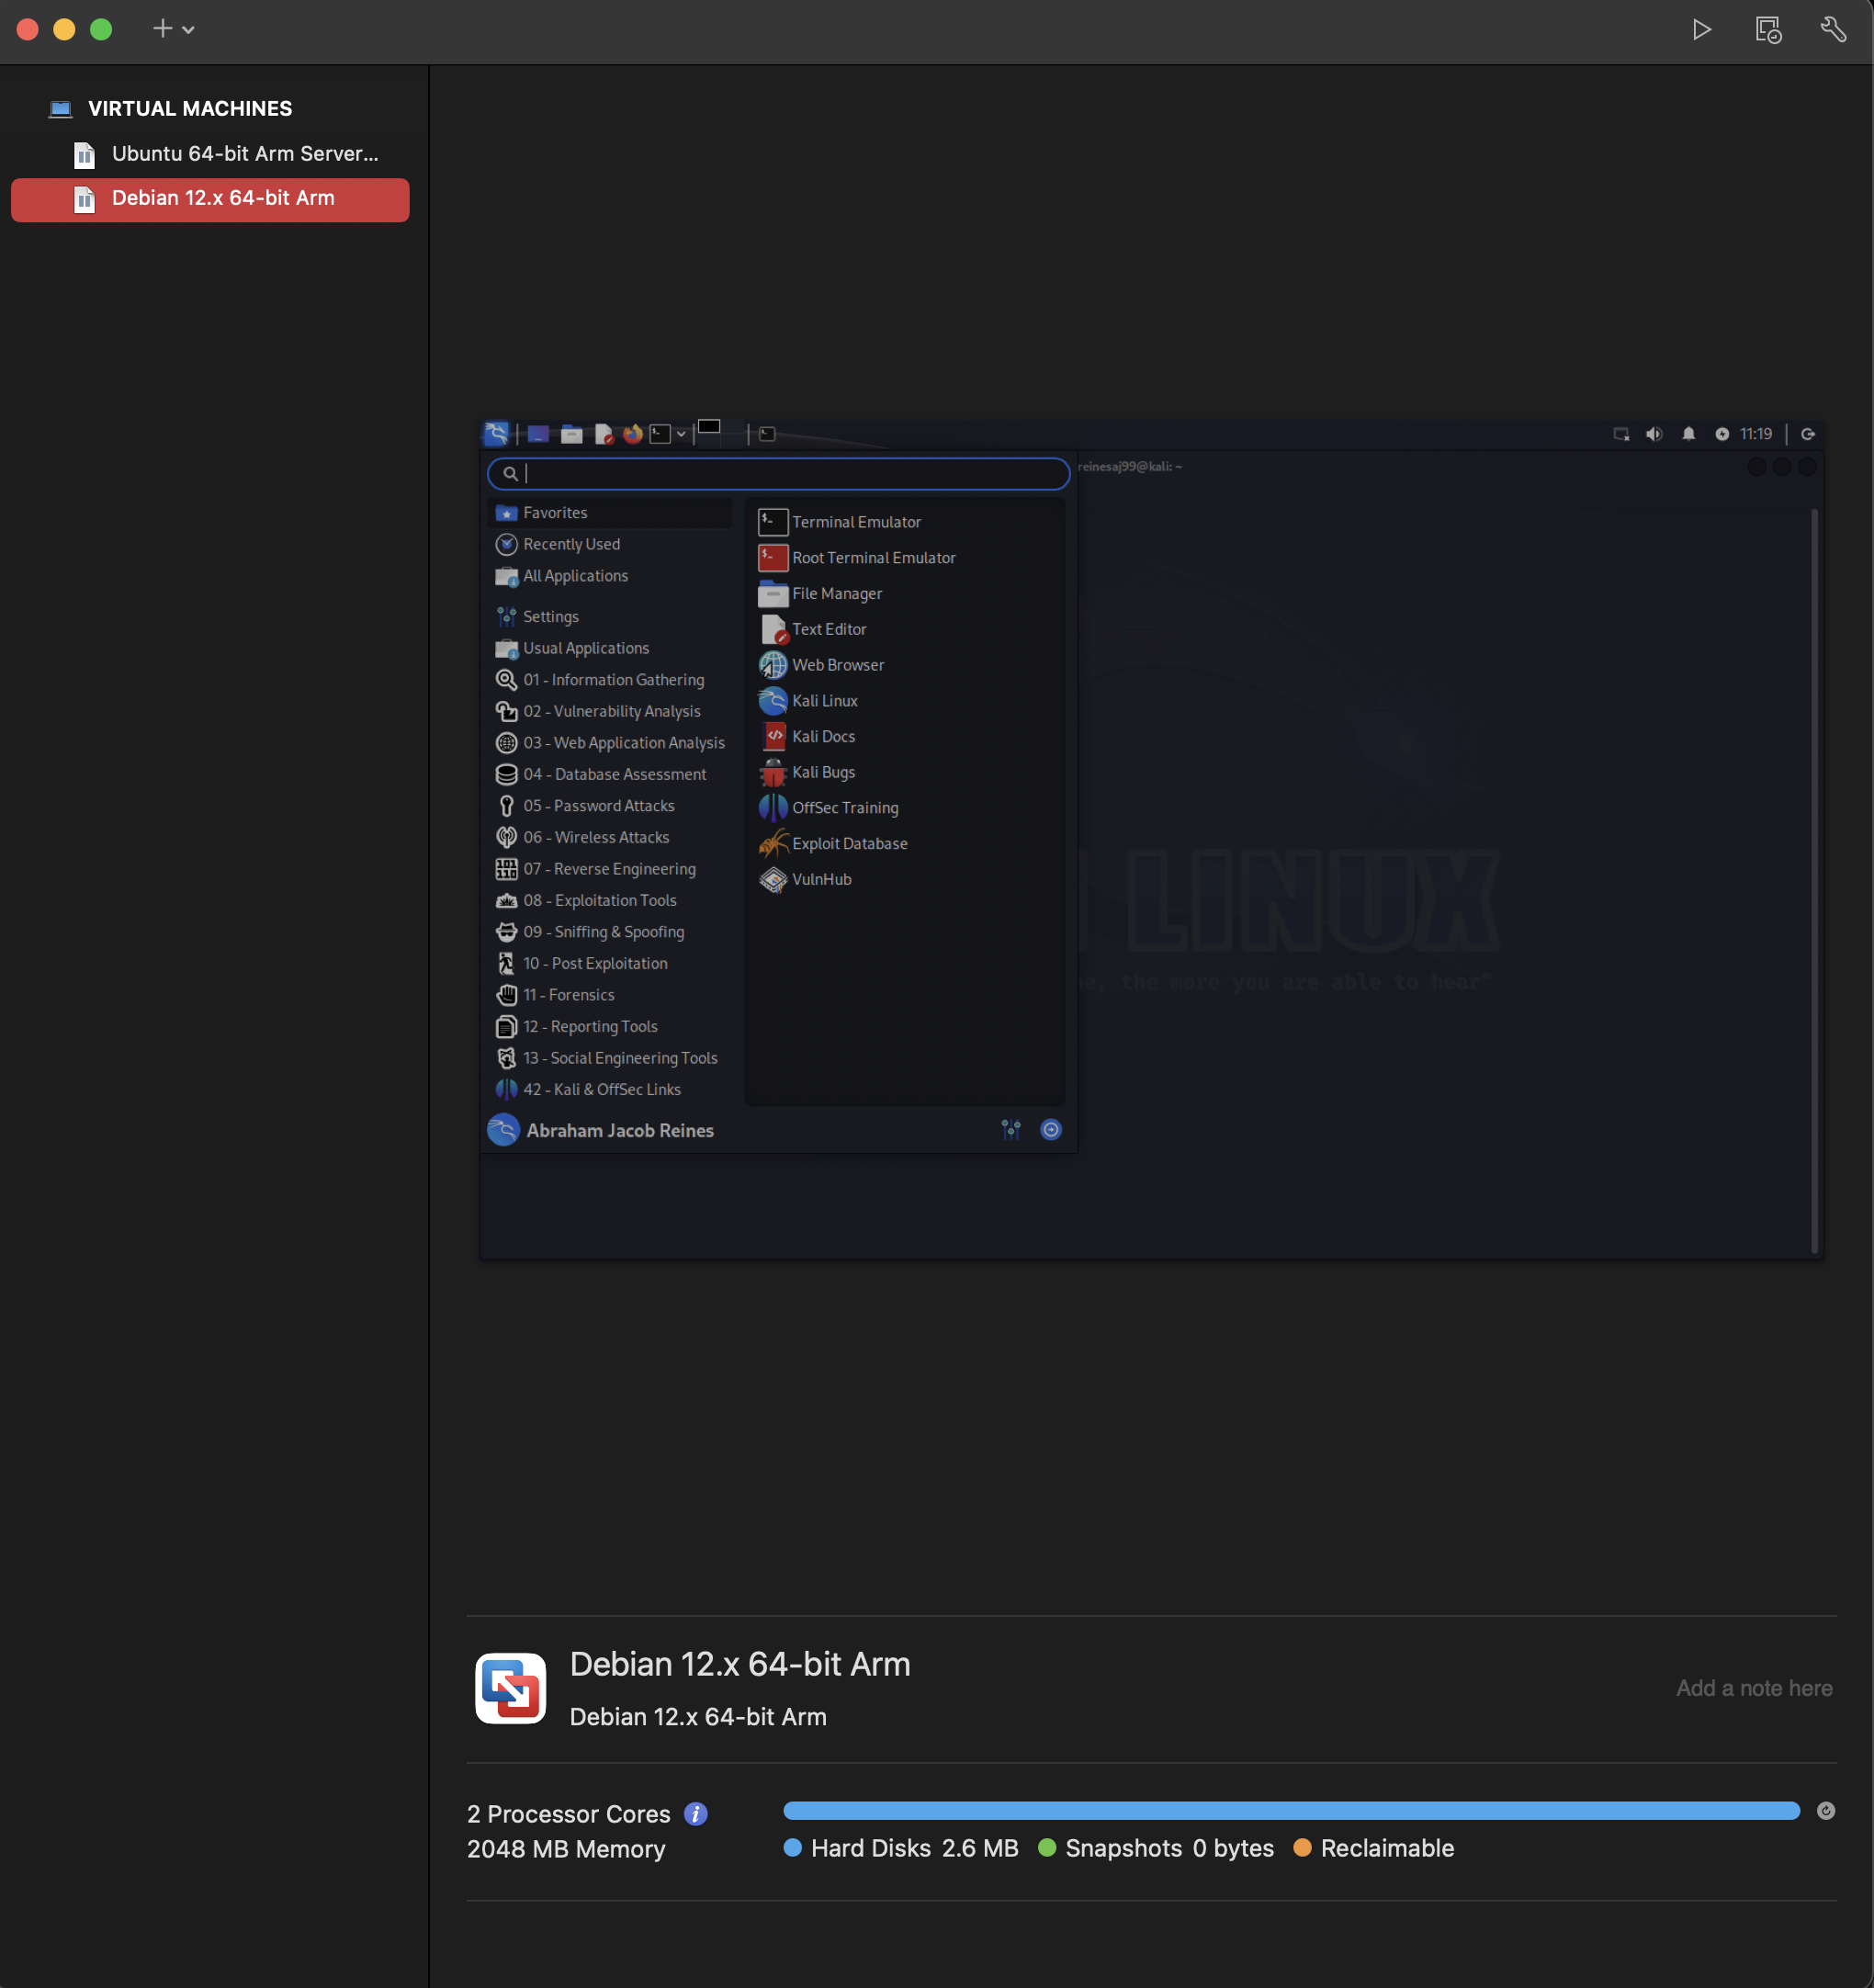 VIRTUAL MACHINES
Ubuntu 64-bit Arm Server...
Debian 12.x 64-bit Arm
11:19
reinesaj99@kali: ~
Favorites
Recently Used
All Applications
Settings
Usual Applications
01 - Information Gathering
02 - Vulnerability Analysis
03 - Web Application Analysis
04 - Database Assessment
05 - Password Attacks
06 - Wireless Attacks
07 - Reverse Engineering
08 - Exploitation Tools
09 - Sniffing & Spoofing
10 - Post Exploitation
11 - Forensics
12 - Reporting Tools
13 - Social Engineering Tools
42 - Kali & OffSec Links
Terminal Emulator
Root Terminal Emulator
File Manager
Text Editor
Web Browser
Kali Linux
Kali Docs
Kali Bugs
OffSec Training
Exploit Database
VulnHub
LINUX
the more you are able to hear"
Abraham Jacob Reines
Debian 12.x 64-bit Arm
Debian 12.x 64-bit Arm
Add a note here
2 Processor Cores
2048 MB Memory
Hard Disks 2.6 MB Snapshots 0 bytes Reclaimable